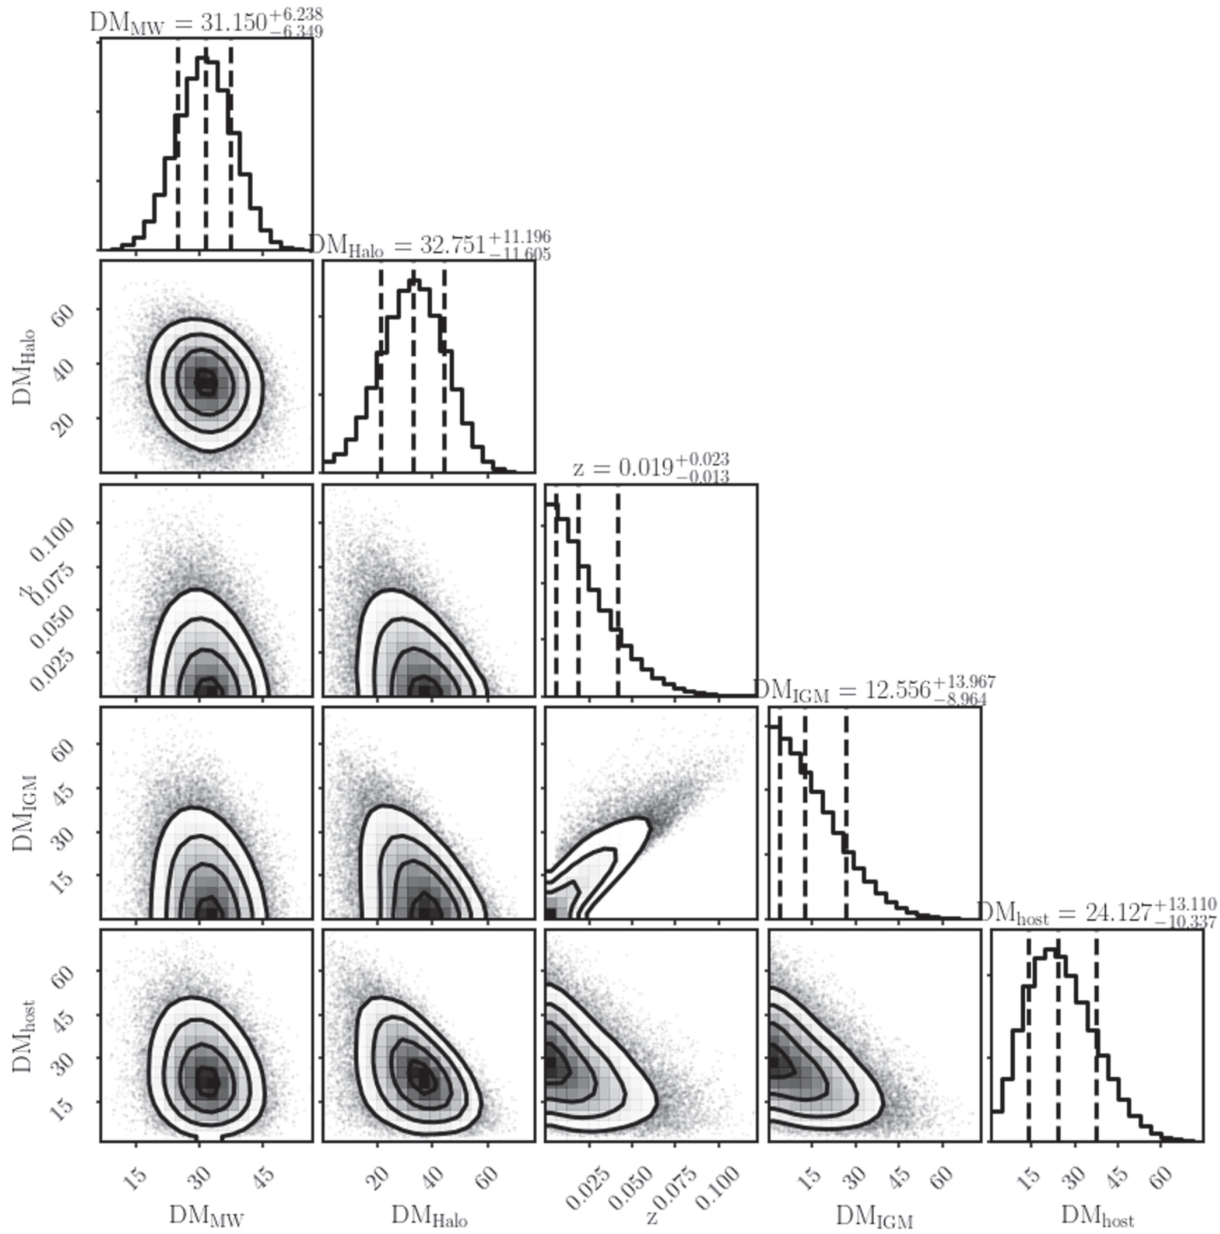 DM_MW = 31.150^{+6.238}_{−6.349}
DM_Halo = 32.751^{+11.196}_{−11.605}
60
40
20
DM_Halo
z = 0.019^{+0.023}_{−0.013}
0.100
0.075
0.050
0.025
z
DM_IGM = 12.556^{+13.967}_{−8.964}
60
45
30
15
DM_IGM
DM_host = 24.127^{+13.110}_{−10.337}
60
45
30
15
DM_host
15 30 45
20 40 60
0.025 0.050 0.075 0.100
15 30 45 60
15 30 45 60
DM_MW
DM_Halo
z
DM_IGM
DM_host